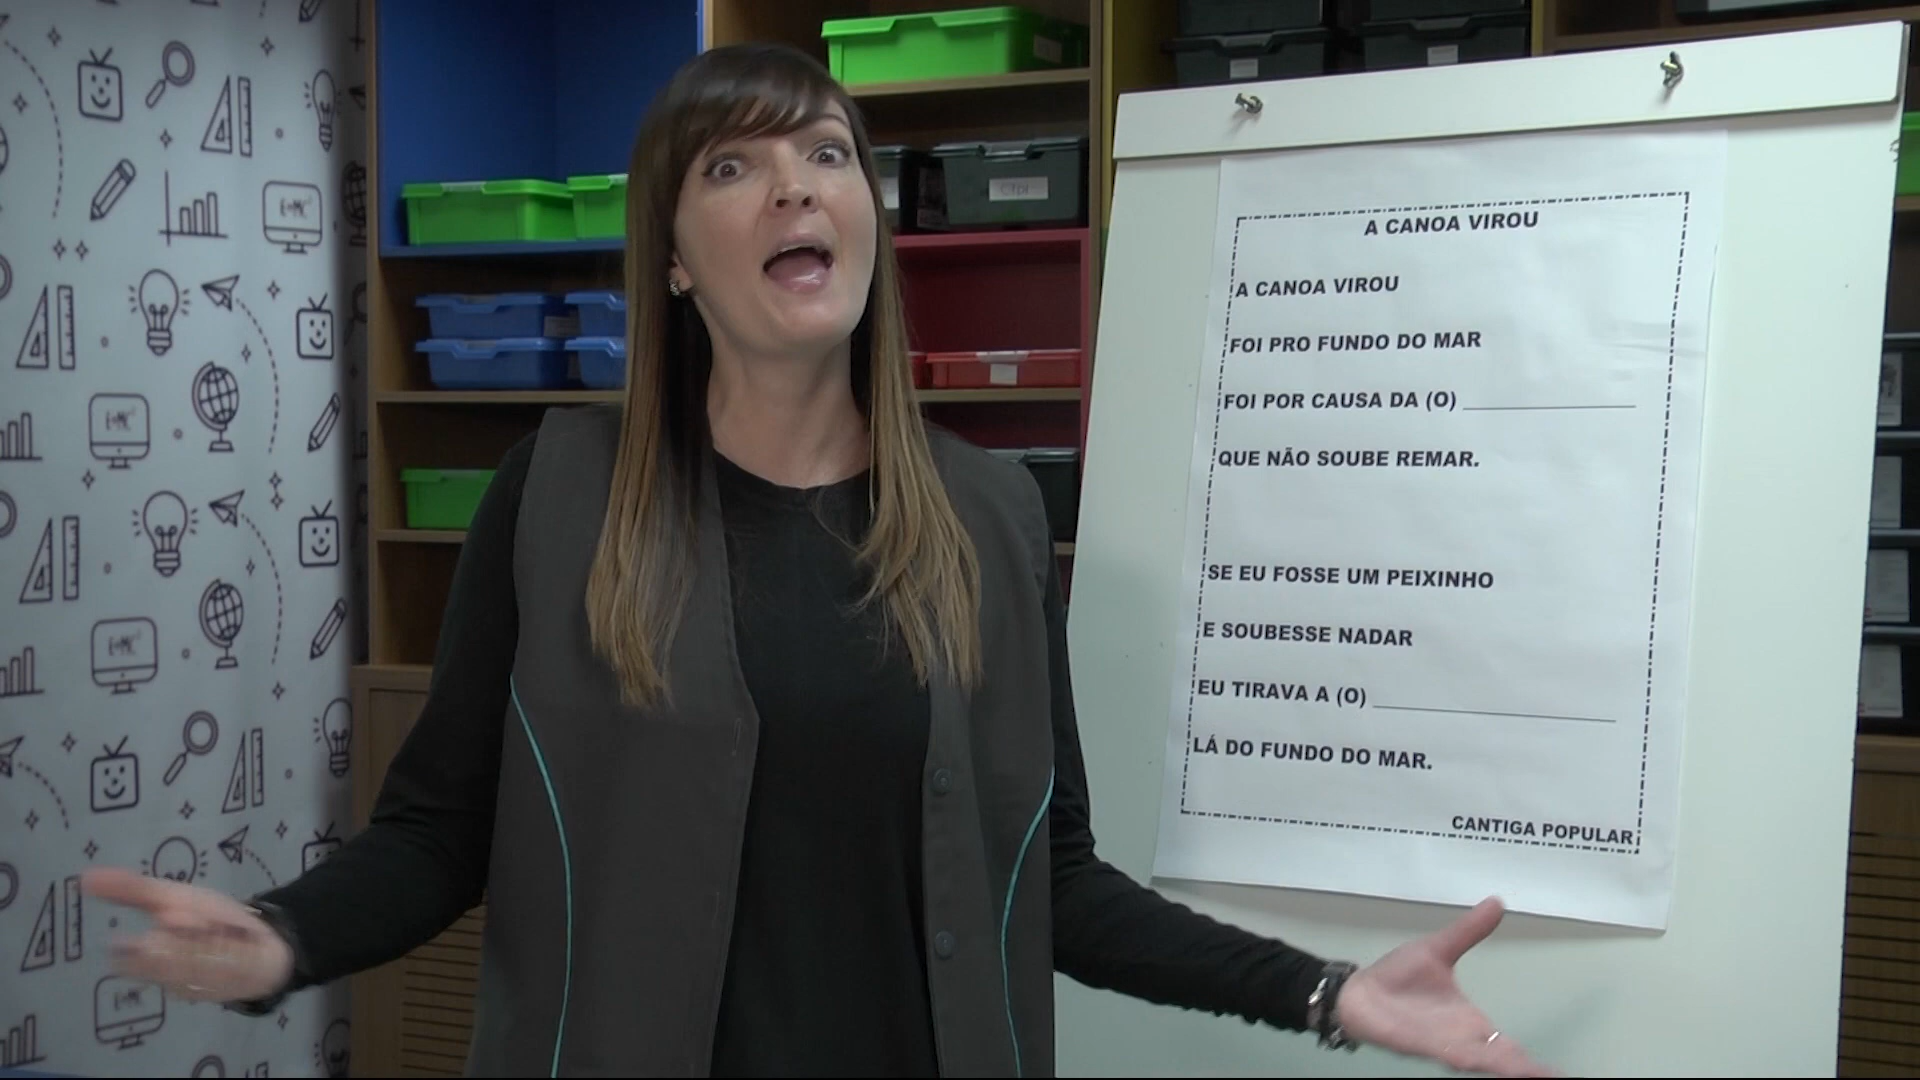 A CANOA VIROU
A CANOA VIROU
FOI PRO FUNDO DO MAR
FOI POR CAUSA DA (O) ______________
QUE NÃO SOUBE REMAR.
SE EU FOSSE UM PEIXINHO
E SOUBESSE NADAR
EU TIRAVA A (O) ____________________
LÁ DO FUNDO DO MAR.
CANTIGA POPULAR